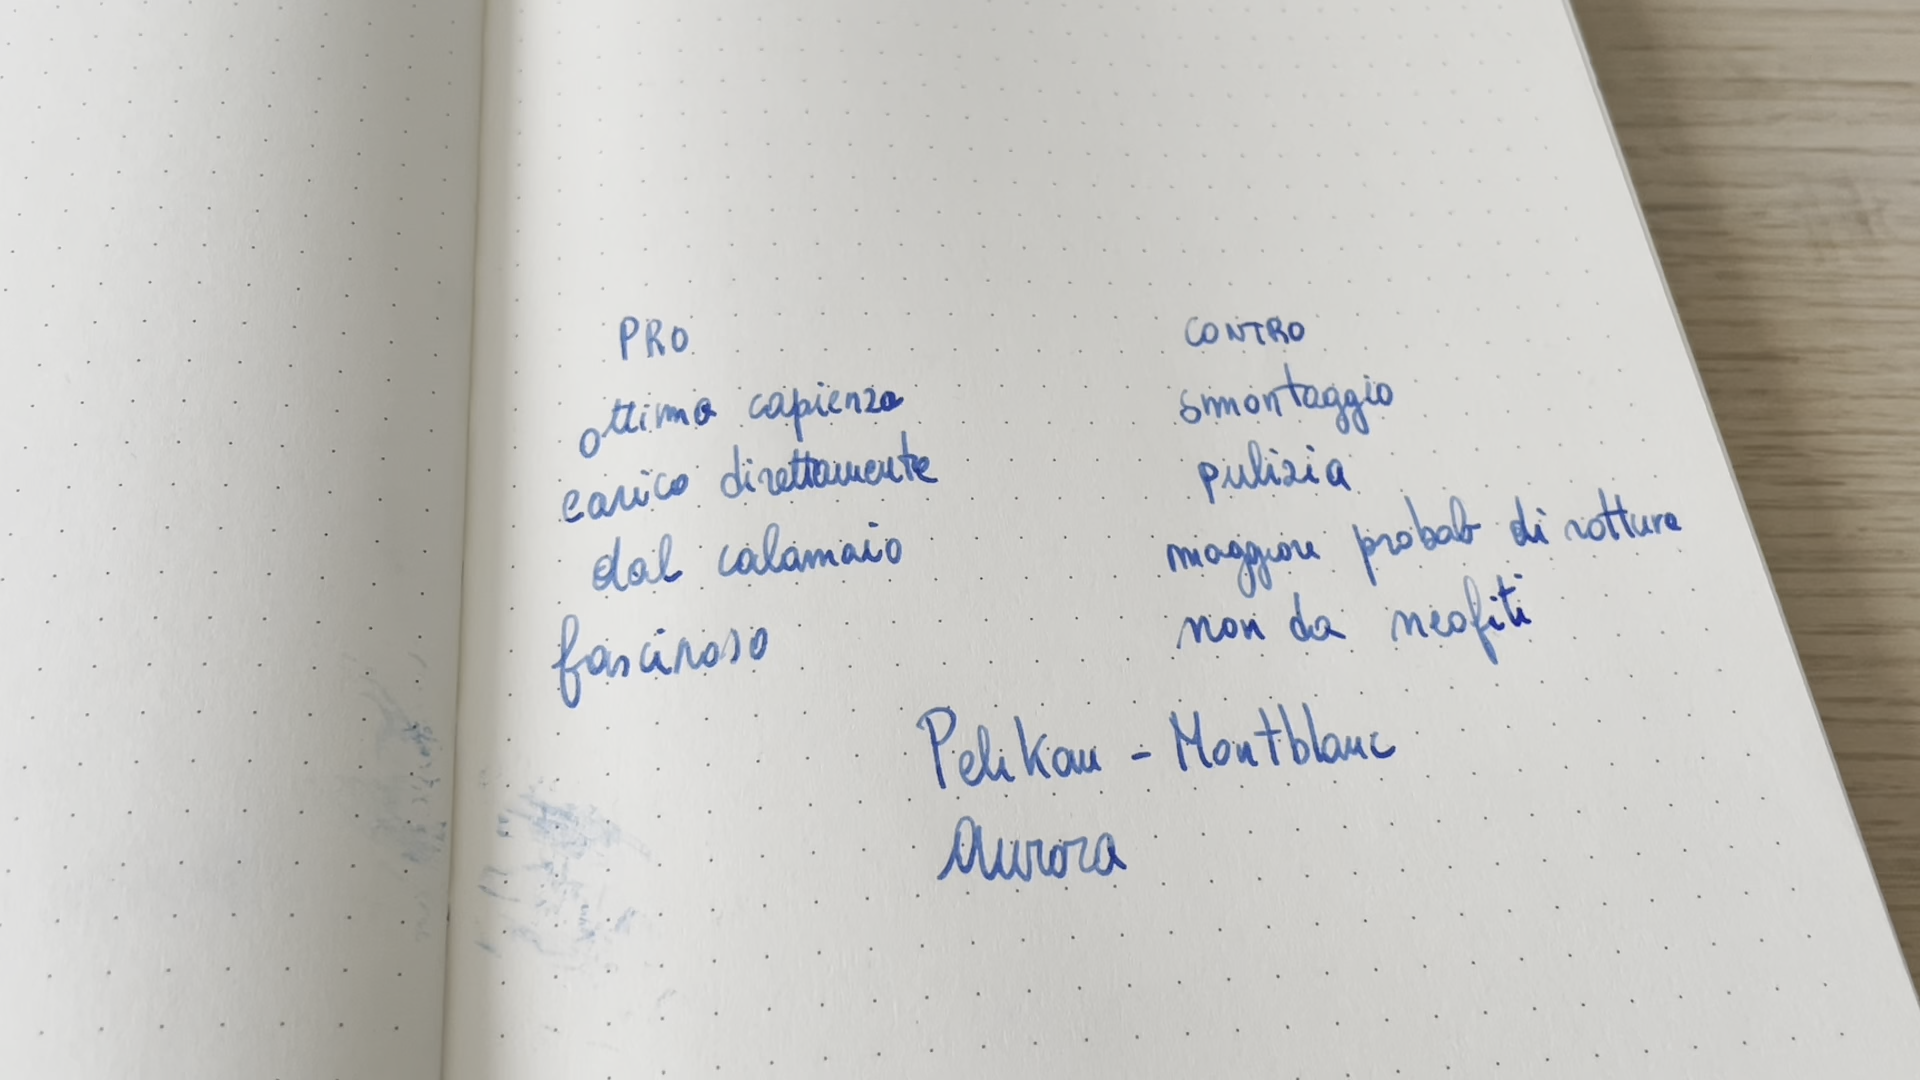 PRO
ottima capienza
carico direttamente
dal calamaio
fascinoso
CONTRO
smontaggio
pulizia
maggiore probab di rottura
non da neofiti
Pelikan - Montblanc
Aurora